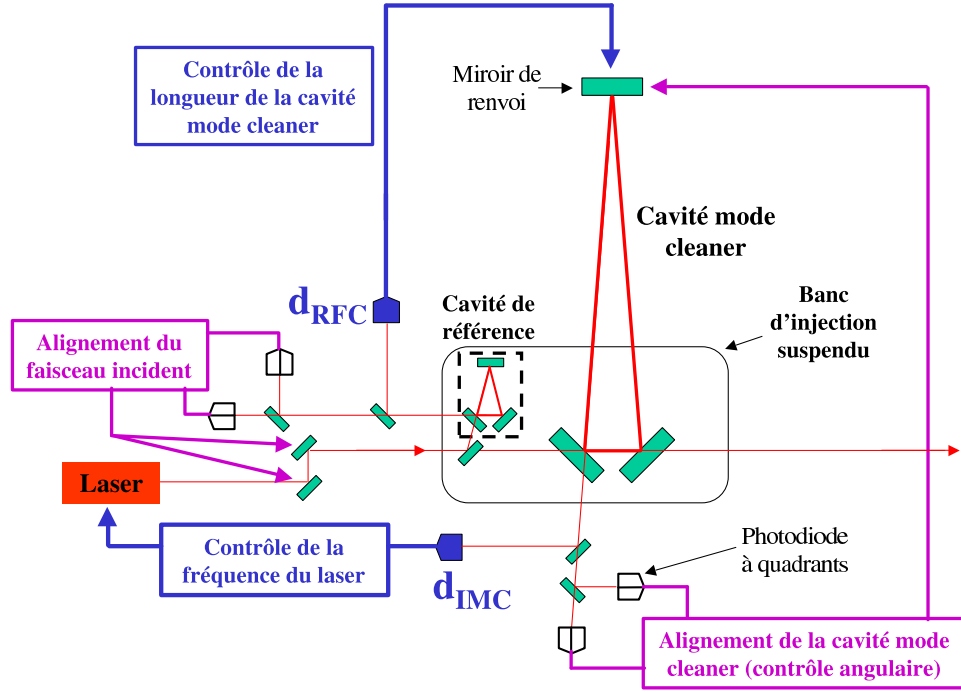 Contrôle de la
longueur de la cavité
mode cleaner
Miroir de
renvoi
Cavité mode
cleaner
d_RFC
Cavité de
référence
Banc
d'injection
suspendu
Alignement du
faisceau incident
Laser
Contrôle de la
fréquence du laser
d_IMC
Photodiode
à quadrants
Alignement de la cavité mode
cleaner (contrôle angulaire)